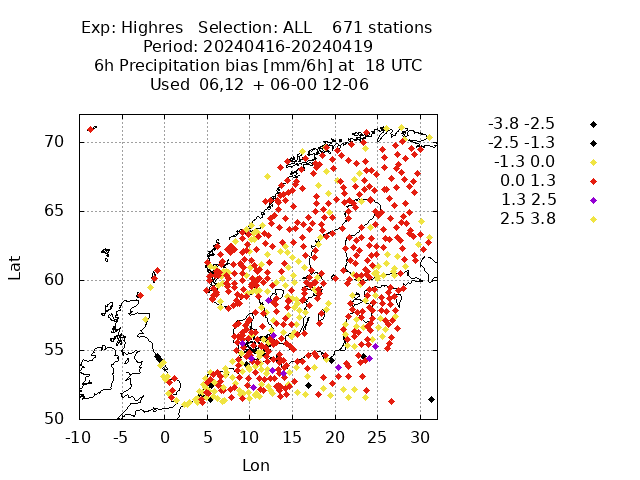 Exp: Highres   Selection: ALL    671 stations
Period: 20240416-20240419
6h Precipitation bias [mm/6h] at  18 UTC
Used 06,12  + 06-00 12-06
-3.8 -2.5
-2.5 -1.3
-1.3 0.0
0.0 1.3
1.3 2.5
2.5 3.8
70
65
60
55
50
Lat
-10 -5 0 5 10 15 20 25 30
Lon